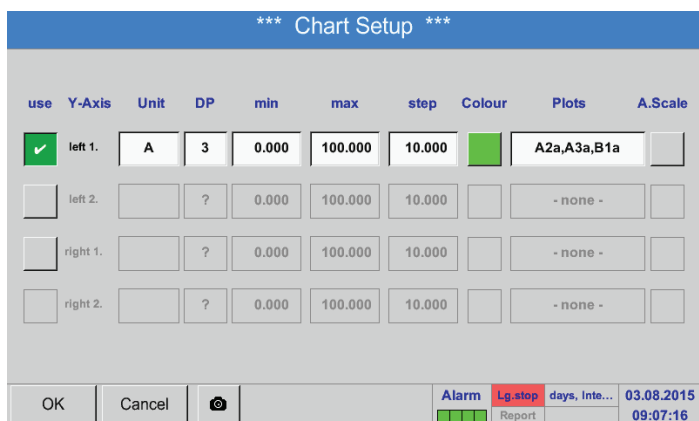 *** Chart Setup ***
use Y-Axis Unit DP min max step Colour Plots A.Scale
✔ left 1. A 3 0.000 100.000 10.000 A2a,A3a,B1a
left 2. ? 0.000 100.000 10.000 - none -
right 1. ? 0.000 100.000 10.000 - none -
right 2. ? 0.000 100.000 10.000 - none -
OK Cancel Alarm Lg.stop days, Inte... 03.08.2015
Report 09:07:16